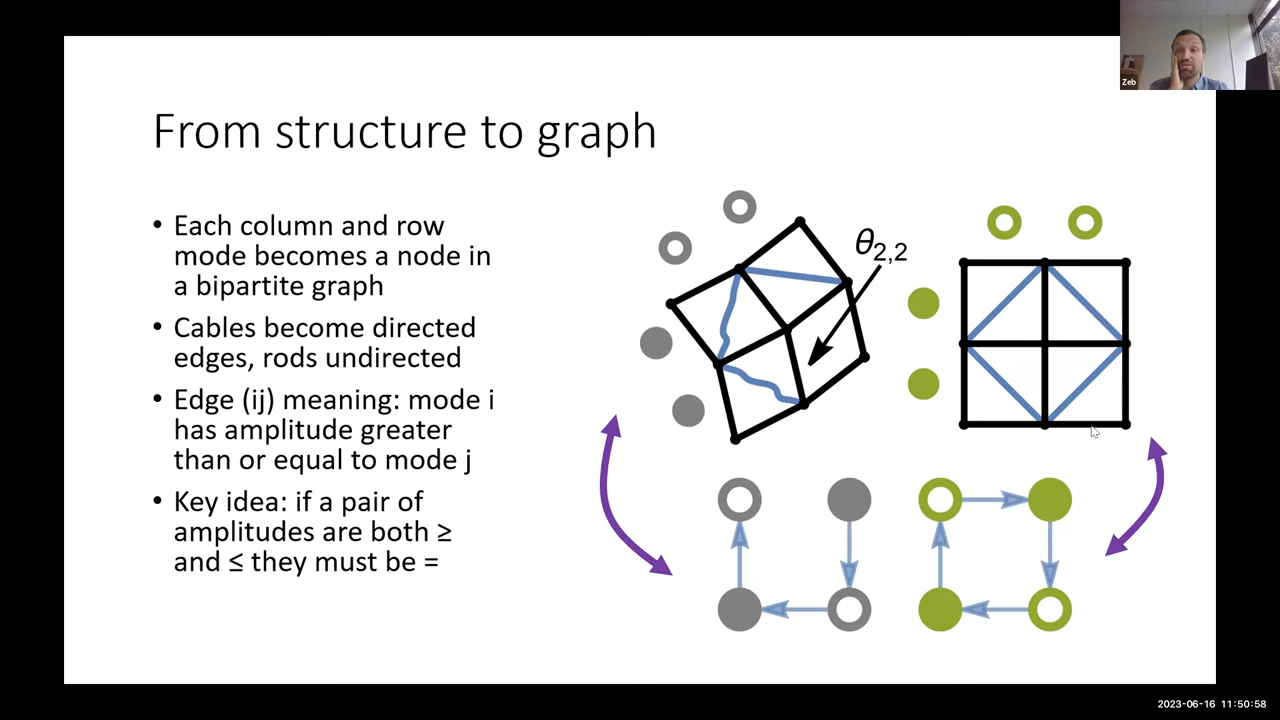 Zeb
From structure to graph
• Each column and row
mode becomes a node in
a bipartite graph
• Cables become directed
edges, rods undirected
• Edge (ij) meaning: mode i
has amplitude greater
than or equal to mode j
• Key idea: if a pair of
amplitudes are both ≥
and ≤ they must be =
θ2,2
2023-06-16 11:50:58